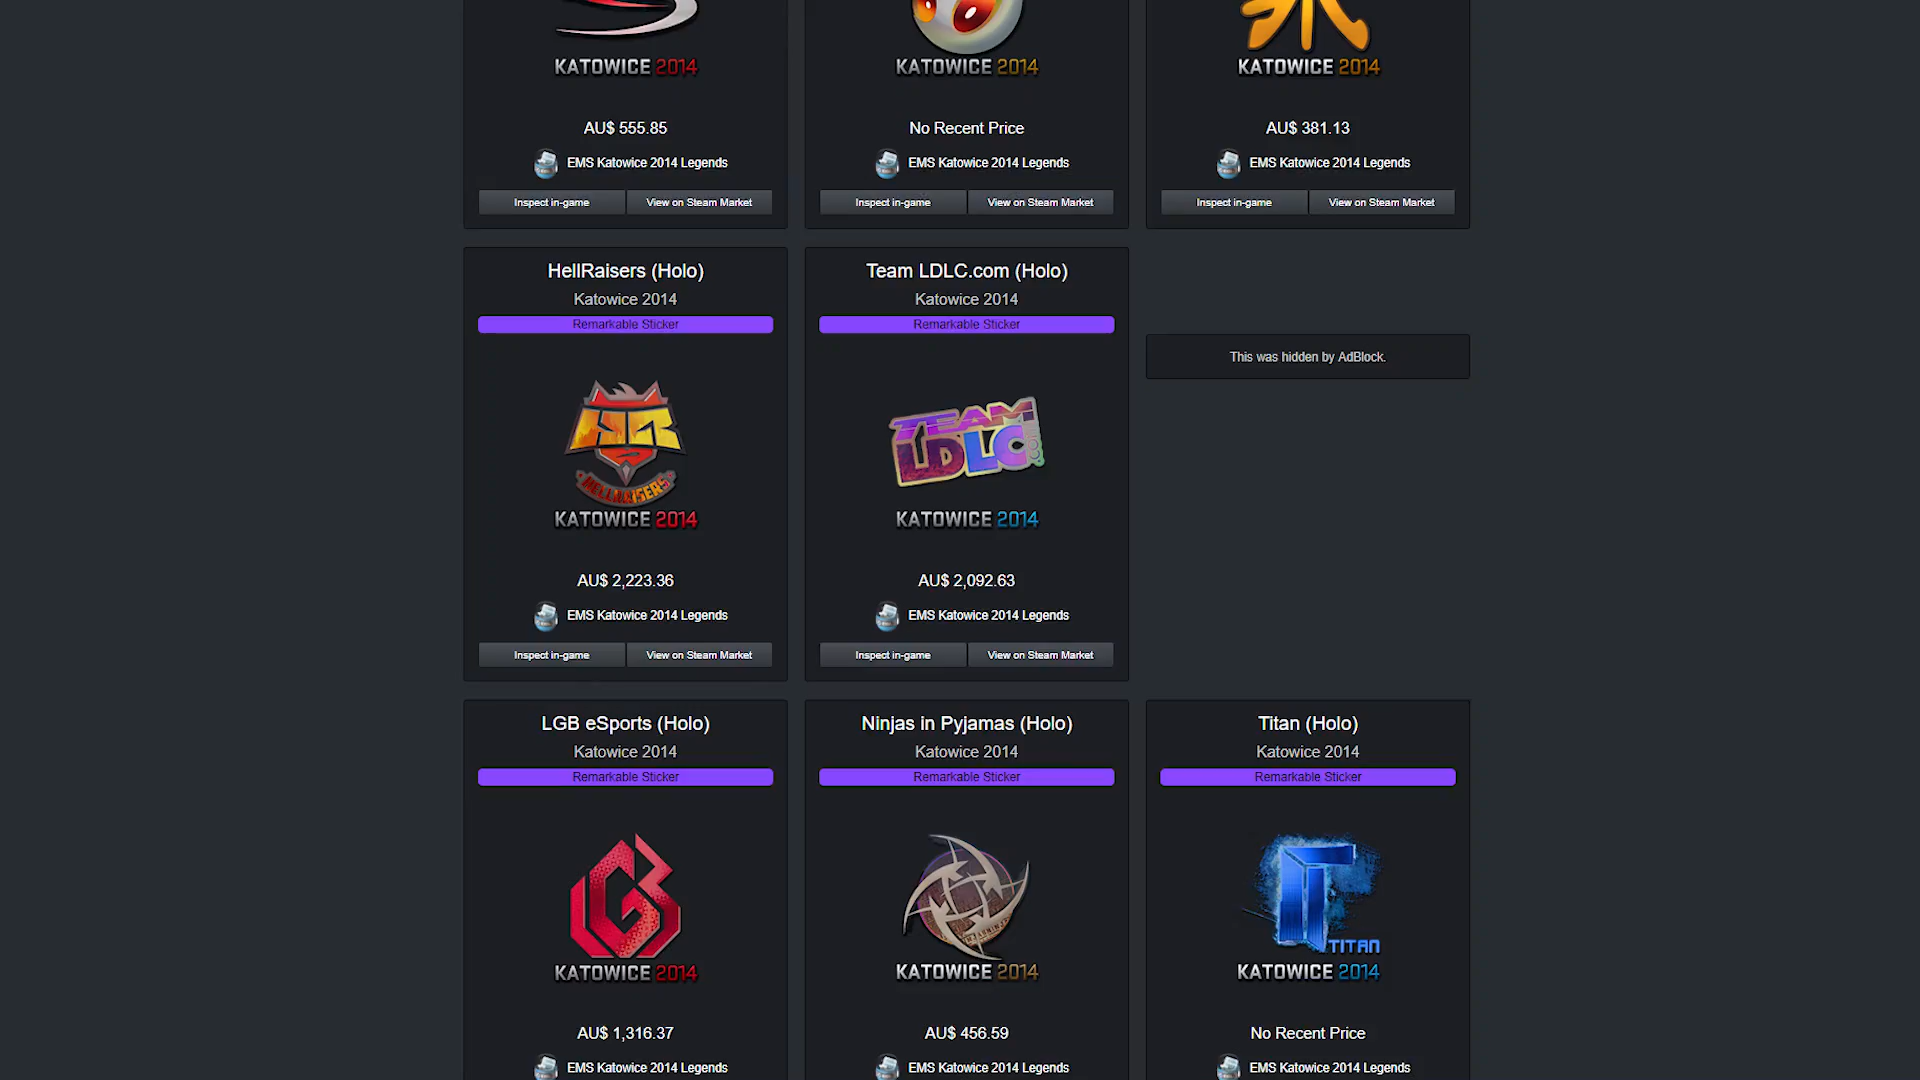 KATOWICE 2014 KATOWICE 2014 KATOWICE 2014
AU$ 555.85 No Recent Price AU$ 381.13
EMS Katowice 2014 Legends EMS Katowice 2014 Legends EMS Katowice 2014 Legends
Inspect in-game View on Steam Market Inspect in-game View on Steam Market Inspect in-game View on Steam Market
HellRaisers (Holo) Team LDLC.com (Holo)
Katowice 2014 Katowice 2014
Remarkable Sticker Remarkable Sticker
This was hidden by AdBlock.
HR TEAM
LDLC.com
HELLRAISERS
KATOWICE 2014 KATOWICE 2014
AU$ 2,223.36 AU$ 2,092.63
EMS Katowice 2014 Legends EMS Katowice 2014 Legends
Inspect in-game View on Steam Market Inspect in-game View on Steam Market
LGB eSports (Holo) Ninjas in Pyjamas (Holo) Titan (Holo)
Katowice 2014 Katowice 2014 Katowice 2014
Remarkable Sticker Remarkable Sticker Remarkable Sticker
TITAN
KATOWICE 2014 KATOWICE 2014 KATOWICE 2014
AU$ 1,316.37 AU$ 456.59 No Recent Price
EMS Katowice 2014 Legends EMS Katowice 2014 Legends EMS Katowice 2014 Legends